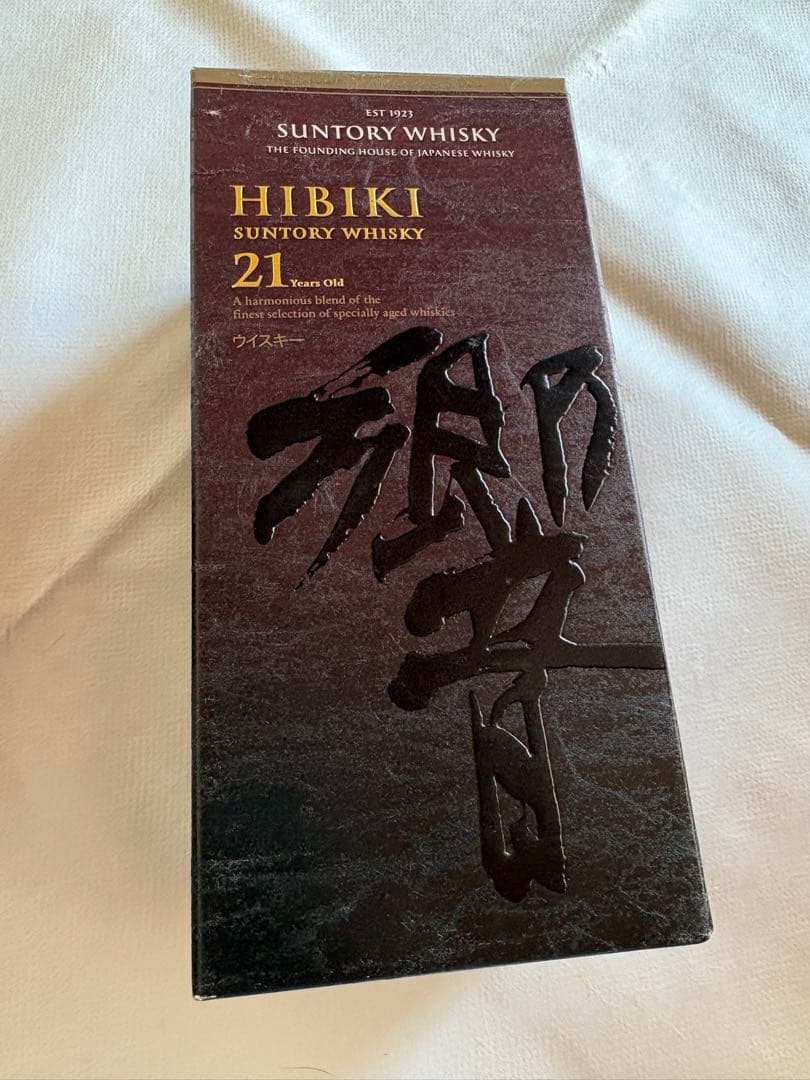 EST 1923
SUNTORY WHISKY
THE FOUNDING HOUSE OF JAPANESE WHISKY
HIBIKI
SUNTORY WHISKY
21 Years Old
A harmonious blend of the
finest selection of specially aged whiskies
ウイスキー
響